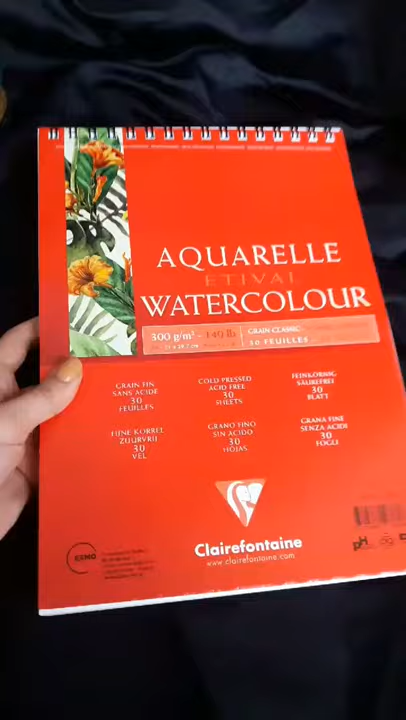 AQUARELLE
ETIVAL
WATERCOLOUR
300 g/m² - 140 lb
GRAIN CLASSIC
30 FEUILLES
GRAIN FIN
SANS ACIDE
30
FEUILLES
COLD PRESSED
ACID FREE
30
SHEETS
FEINKÖRNIG
SÄUREFREI
30
BLATT
FIJNE KORREL
ZUURVRIJ
30
VEL
GRANO FINO
SIN ACIDO
30
HOJAS
GRANA FINE
SENZA ACIDI
30
FOGLI
Clairefontaine
www.clairefontaine.com
pH